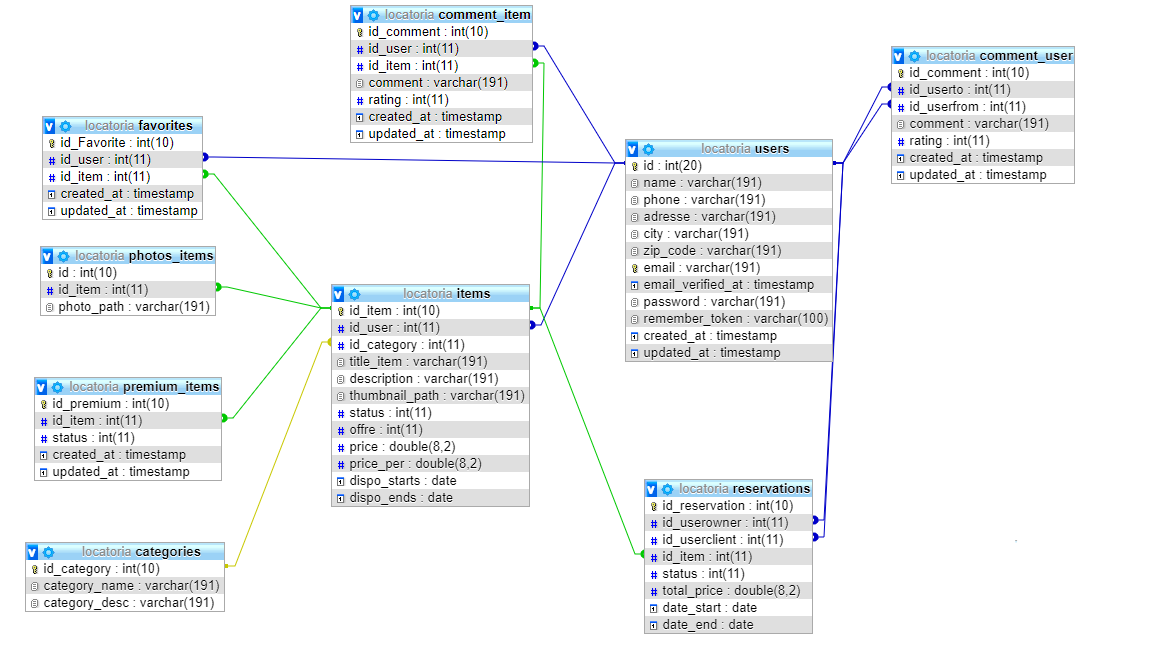 locatoria comment_item
id_comment : int(10)
id_user : int(11)
id_item : int(11)
comment : varchar(191)
rating : int(11)
created_at : timestamp
updated_at : timestamp
locatoria comment_user
id_comment : int(10)
id_userto : int(11)
id_userfrom : int(11)
comment : varchar(191)
rating : int(11)
created_at : timestamp
updated_at : timestamp
locatoria favorites
id_Favorite : int(10)
id_user : int(11)
id_item : int(11)
created_at : timestamp
updated_at : timestamp
locatoria users
id : int(20)
name : varchar(191)
phone : varchar(191)
adresse : varchar(191)
city : varchar(191)
zip_code : varchar(191)
email : varchar(191)
email_verified_at : timestamp
password : varchar(191)
remember_token : varchar(100)
created_at : timestamp
updated_at : timestamp
locatoria photos_items
id : int(10)
id_item : int(11)
photo_path : varchar(191)
locatoria items
id_item : int(10)
id_user : int(11)
id_category : int(11)
title_item : varchar(191)
description : varchar(191)
thumbnail_path : varchar(191)
status : int(11)
offre : int(11)
price : double(8,2)
price_per : double(8,2)
dispo_starts : date
dispo_ends : date
locatoria premium_items
id_premium : int(10)
id_item : int(11)
status : int(11)
created_at : timestamp
updated_at : timestamp
locatoria reservations
id_reservation : int(10)
id_userowner : int(11)
id_userclient : int(11)
id_item : int(11)
status : int(11)
total_price : double(8,2)
date_start : date
date_end : date
locatoria categories
id_category : int(10)
category_name : varchar(191)
category_desc : varchar(191)